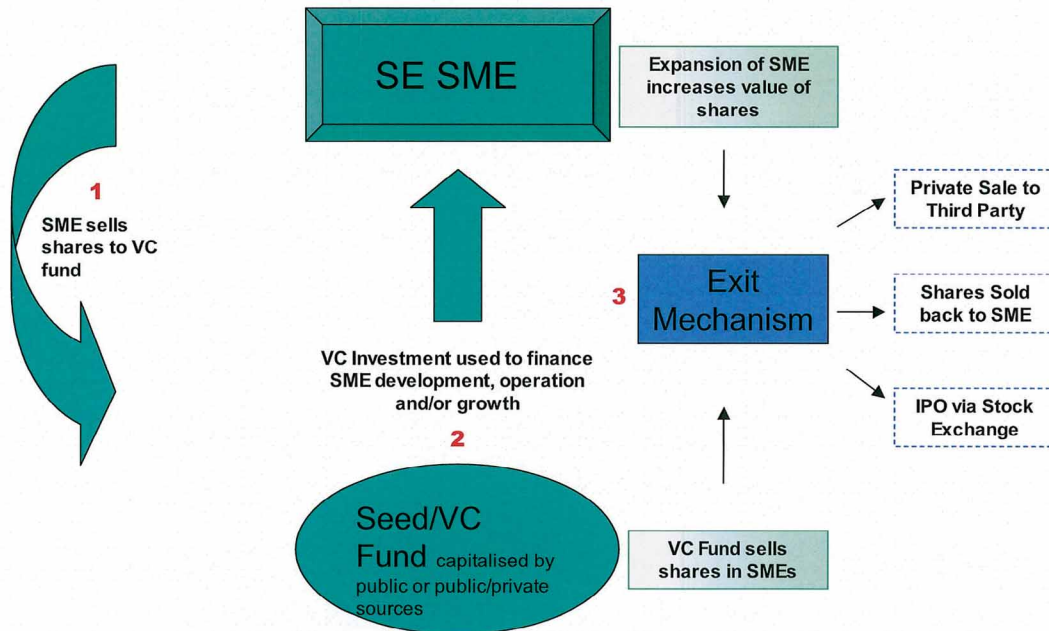 SE SME
Expansion of SME
increases value of
shares
1
SME sells
shares to VC
fund
Private Sale to
Third Party
3
Exit
Mechanism
Shares Sold
back to SME
VC Investment used to finance
SME development, operation
and/or growth
2
IPO via Stock
Exchange
Seed/VC
Fund capitalised by
public or public/private
sources
VC Fund sells
shares in SMEs